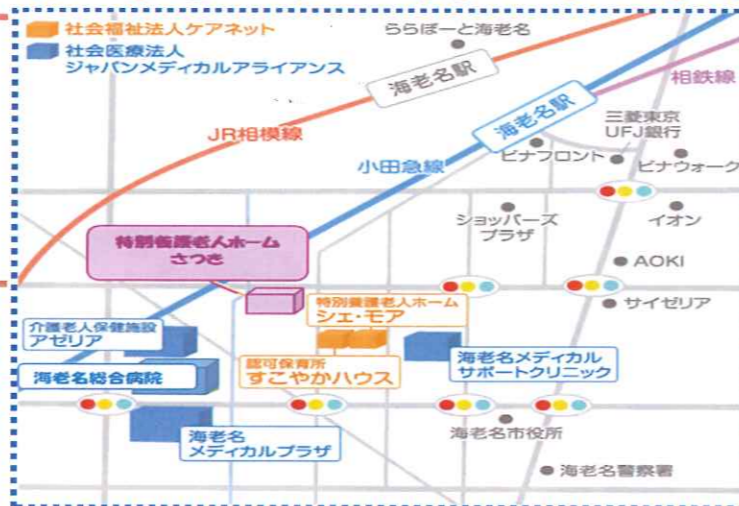 社会福祉法人ケアネット
社会医療法人
ジャパンメディカルアライアンス
ららぽーと海老名
海老名駅
海老名駅
相鉄線
JR相模線
小田急線
三菱東京
UFJ銀行
ビナフロント
ビナウォーク
ショッパーズ
プラザ
イオン
特別養護老人ホーム
さつき
AOKI
サイゼリア
特別養護老人ホーム
シェ・モア
介護老人保健施設
アゼリア
海老名総合病院
認可保育所
すこやかハウス
海老名メディカル
サポートクリニック
海老名
メディカルプラザ
海老名市役所
海老名警察署